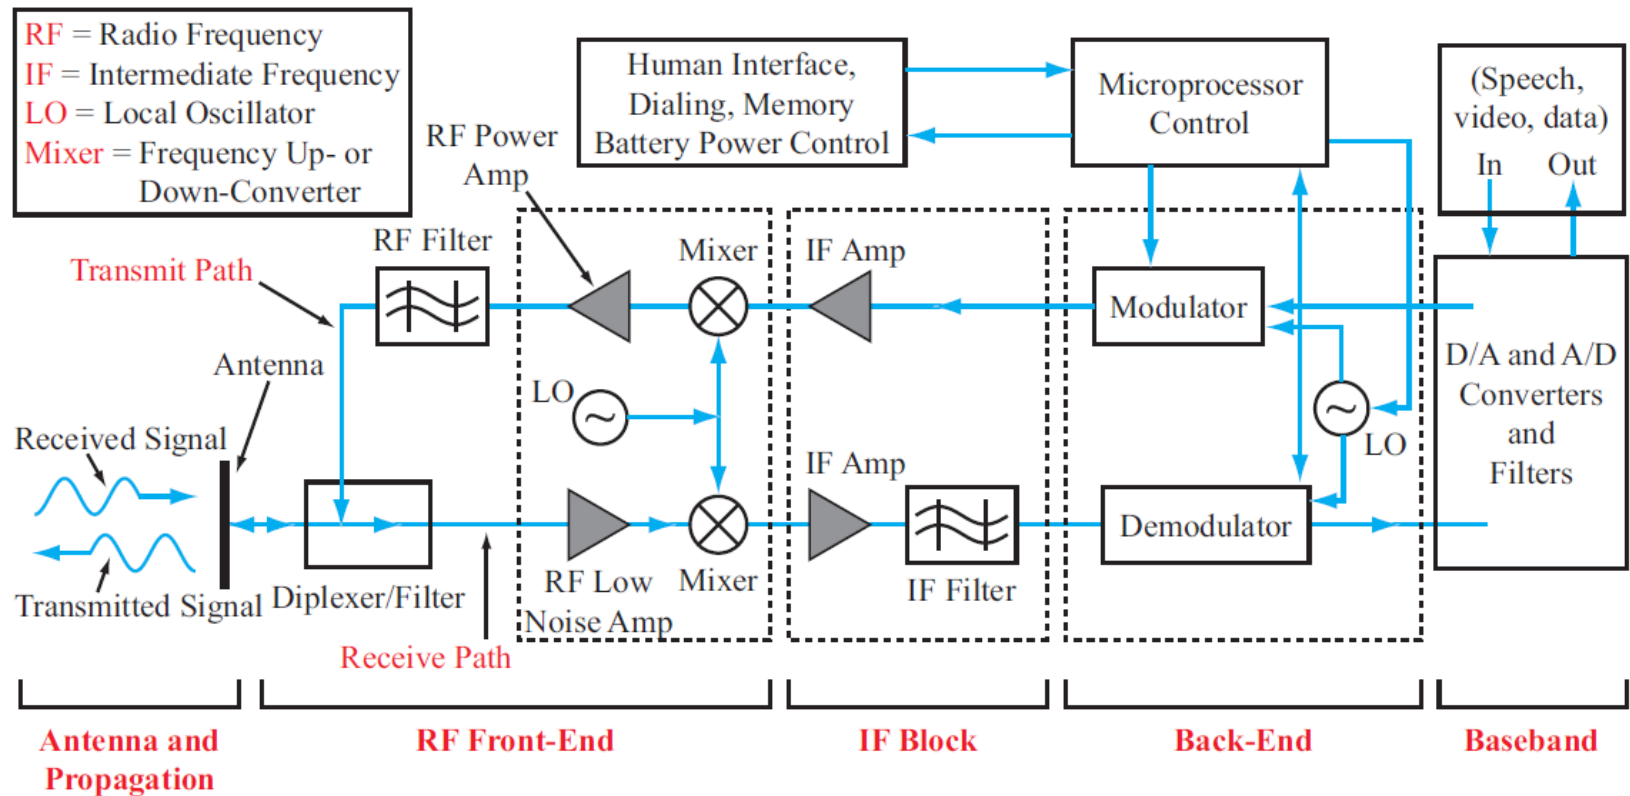 RF = Radio Frequency
IF = Intermediate Frequency
LO = Local Oscillator
Mixer = Frequency Up- or
Down-Converter
Human Interface,
Dialing, Memory
Battery Power Control
Microprocessor
Control
(Speech,
video, data)
In Out
RF Power
Amp
RF Filter
Mixer
IF Amp
Transmit Path
Modulator
Antenna
LO
D/A and A/D
Converters
and
Filters
Received Signal
IF Amp
LO
Demodulator
Transmitted Signal
Diplexer/Filter
RF Low
Noise Amp
Mixer
IF Filter
Receive Path
Antenna and
Propagation
RF Front-End
IF Block
Back-End
Baseband